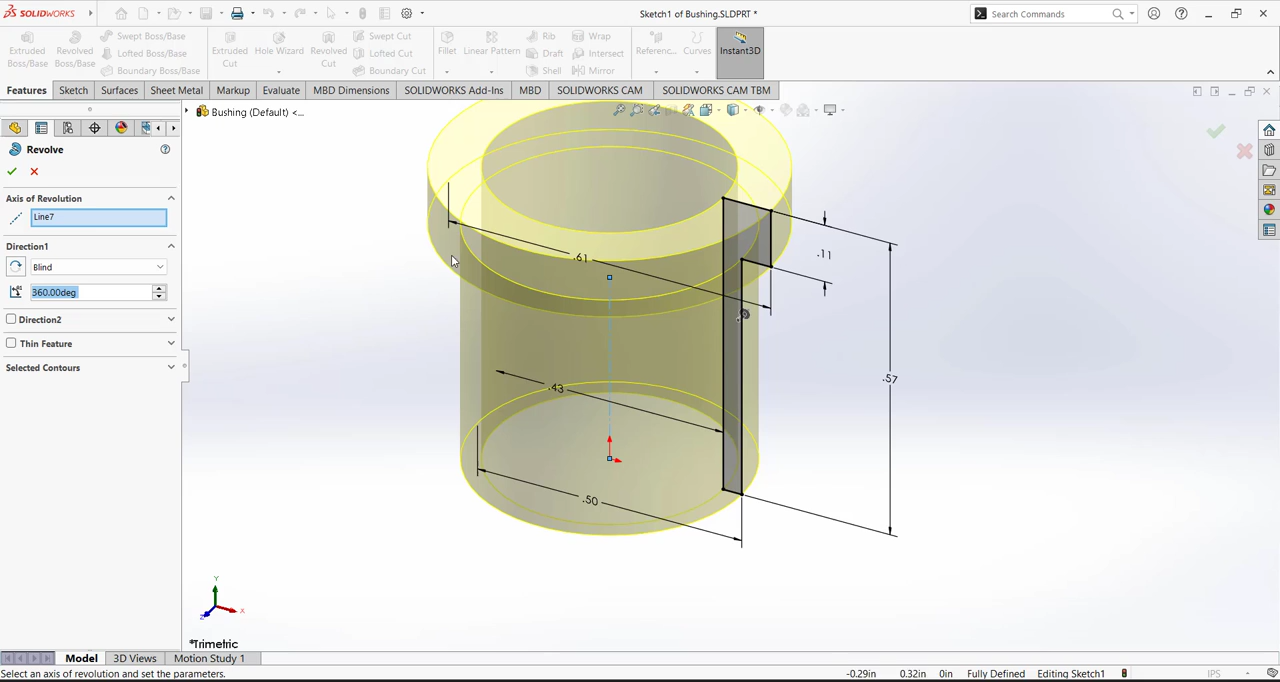 SOLIDWORKS
Sketch1 of Bushing.SLDPRT *
Search Commands
Extruded Boss/Base
Revolved Boss/Base
Swept Boss/Base
Lofted Boss/Base
Boundary Boss/Base
Extruded Cut
Hole Wizard
Revolved Cut
Swept Cut
Lofted Cut
Boundary Cut
Fillet
Linear Pattern
Rib
Draft
Shell
Wrap
Intersect
Mirror
Referenc...
Curves
Instant3D
Features
Sketch
Surfaces
Sheet Metal
Markup
Evaluate
MBD Dimensions
SOLIDWORKS Add-Ins
MBD
SOLIDWORKS CAM
SOLIDWORKS CAM TBM
Bushing (Default) <...
Revolve
Axis of Revolution
Line7
Direction1
Blind
360.00deg
Direction2
Thin Feature
Selected Contours
.61
.11
.57
.43
.50
Y
X
Z
*Trimetric
Model
3D Views
Motion Study 1
Select an axis of revolution and set the parameters.
-0.29in
0.32in
0in
Fully Defined
Editing Sketch1
IPS